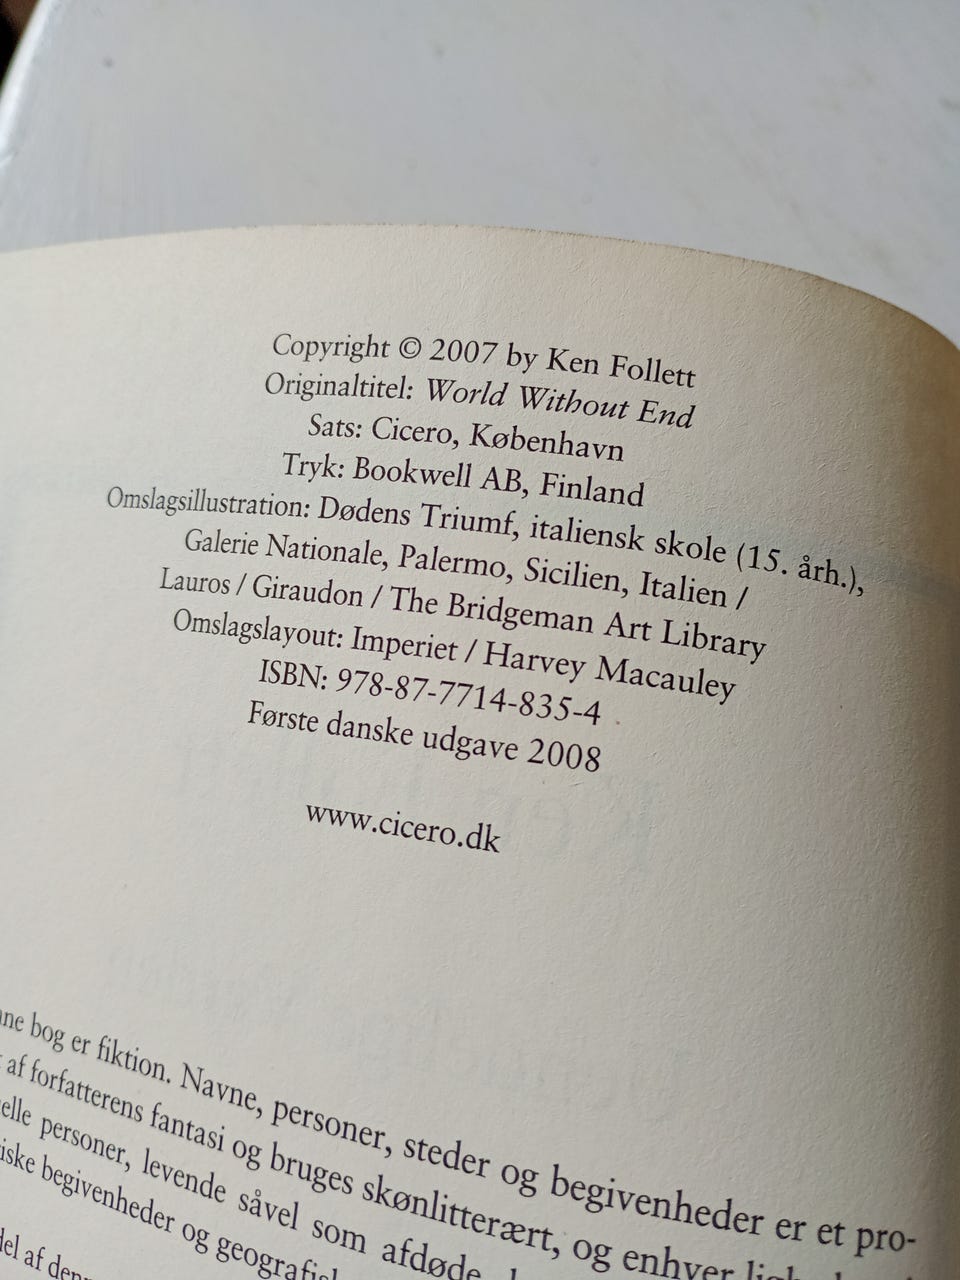 Copyright © 2007 by Ken Follett
Originaltitel: World Without End
Sats: Cicero, København
Tryk: Bookwell AB, Finland
Omslagsillustration: Dødens Triumf, italiensk skole (15. årh.),
Galerie Nationale, Palermo, Sicilien, Italien /
Lauros / Giraudon / The Bridgeman Art Library
Omslagslayout: Imperiet / Harvey Macauley
ISBN: 978-87-7714-835-4
Første danske udgave 2008
www.cicero.dk
bog er fiktion. Navne, personer, steder og begivenheder er et pro-
af forfatterens fantasi og bruges skønlitterært, og enhver
personer, levende såvel som afdøde,
begivenheder og
af